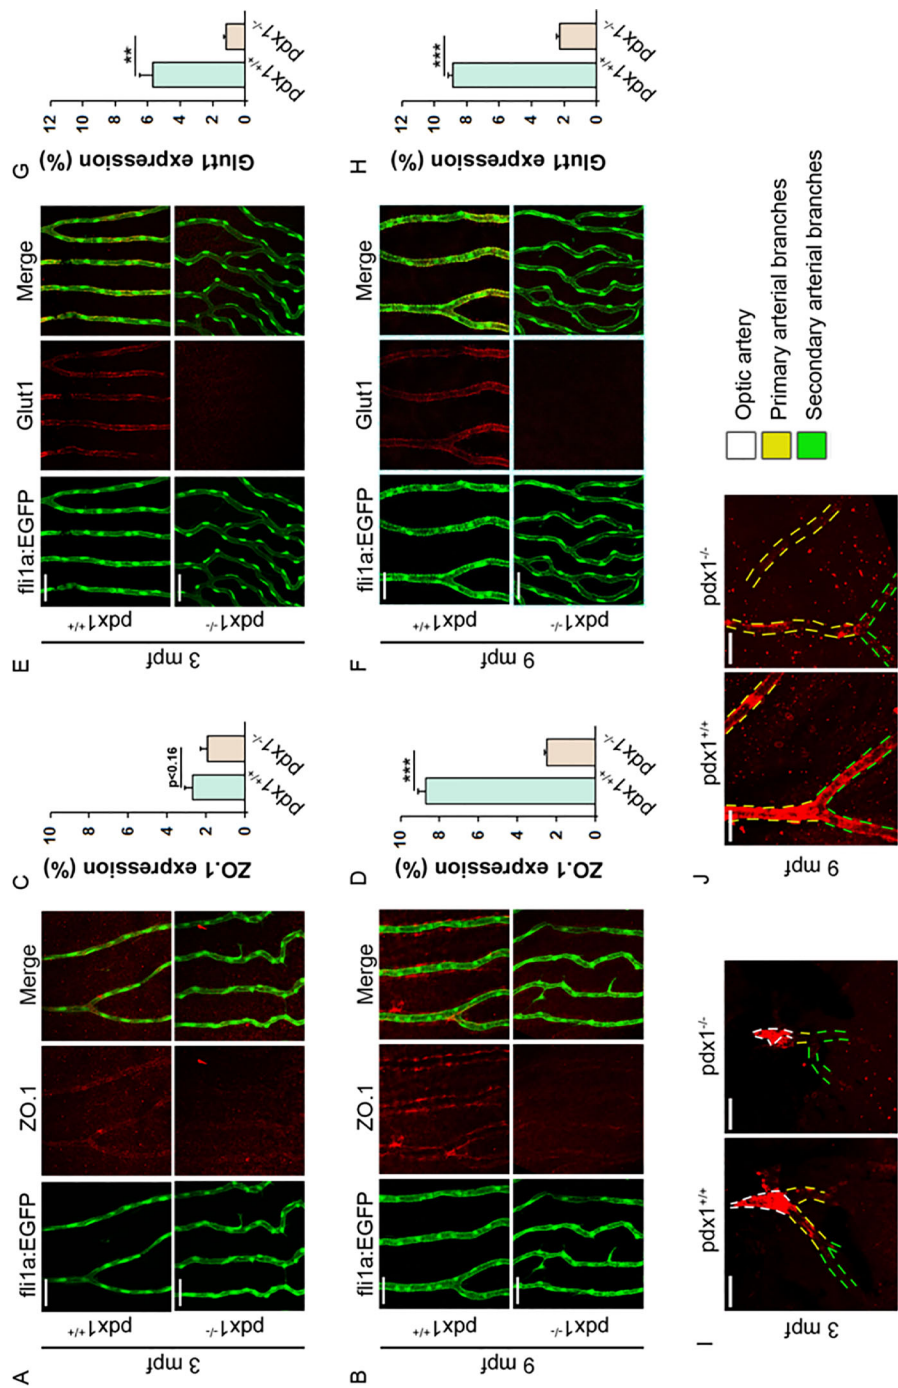 A
fli1a:EGFP
ZO.1
Merge
3 mpf
pdx1+/+
pdx1-/-
C
ZO.1 expression (%)
10
8
6
4
2
0
p<0.16
pdx1+/+
pdx1-/-
E
fli1a:EGFP
Glut1
Merge
3 mpf
pdx1+/+
pdx1-/-
G
Glut1 expression (%)
12
10
8
6
4
2
0
**
pdx1+/+
pdx1-/-
B
fli1a:EGFP
ZO.1
Merge
9 mpf
pdx1+/+
pdx1-/-
D
ZO.1 expression (%)
10
8
6
4
2
0
***
pdx1+/+
pdx1-/-
F
fli1a:EGFP
Glut1
Merge
9 mpf
pdx1+/+
pdx1-/-
H
Glut1 expression (%)
12
10
8
6
4
2
0
***
pdx1+/+
pdx1-/-
I
pdx1+/+
pdx1-/-
3 mpf
J
pdx1+/+
pdx1-/-
9 mpf
Optic artery
Primary arterial branches
Secondary arterial branches